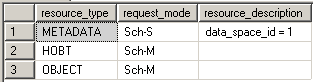 resource_type request_mode resource_description
1 METADATA Sch-S data_space_id = 1
2 HOBT Sch-M
3 OBJECT Sch-M